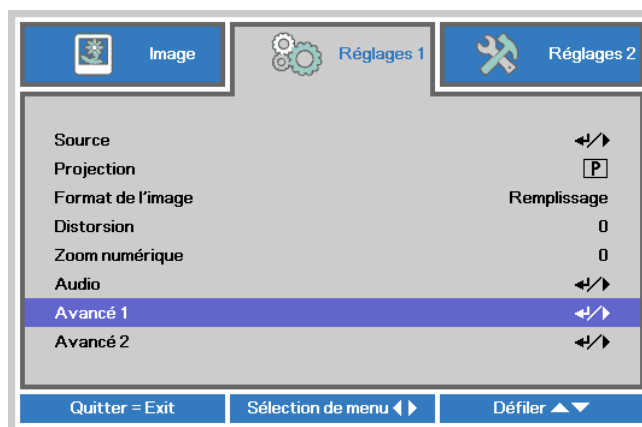 Image
Réglages 1
Réglages 2
Source
Projection P
Format de l'image Remplissage
Distorsion 0
Zoom numérique 0
Audio
Avancé 1
Avancé 2
Quitter = Exit Sélection de menu Défiler